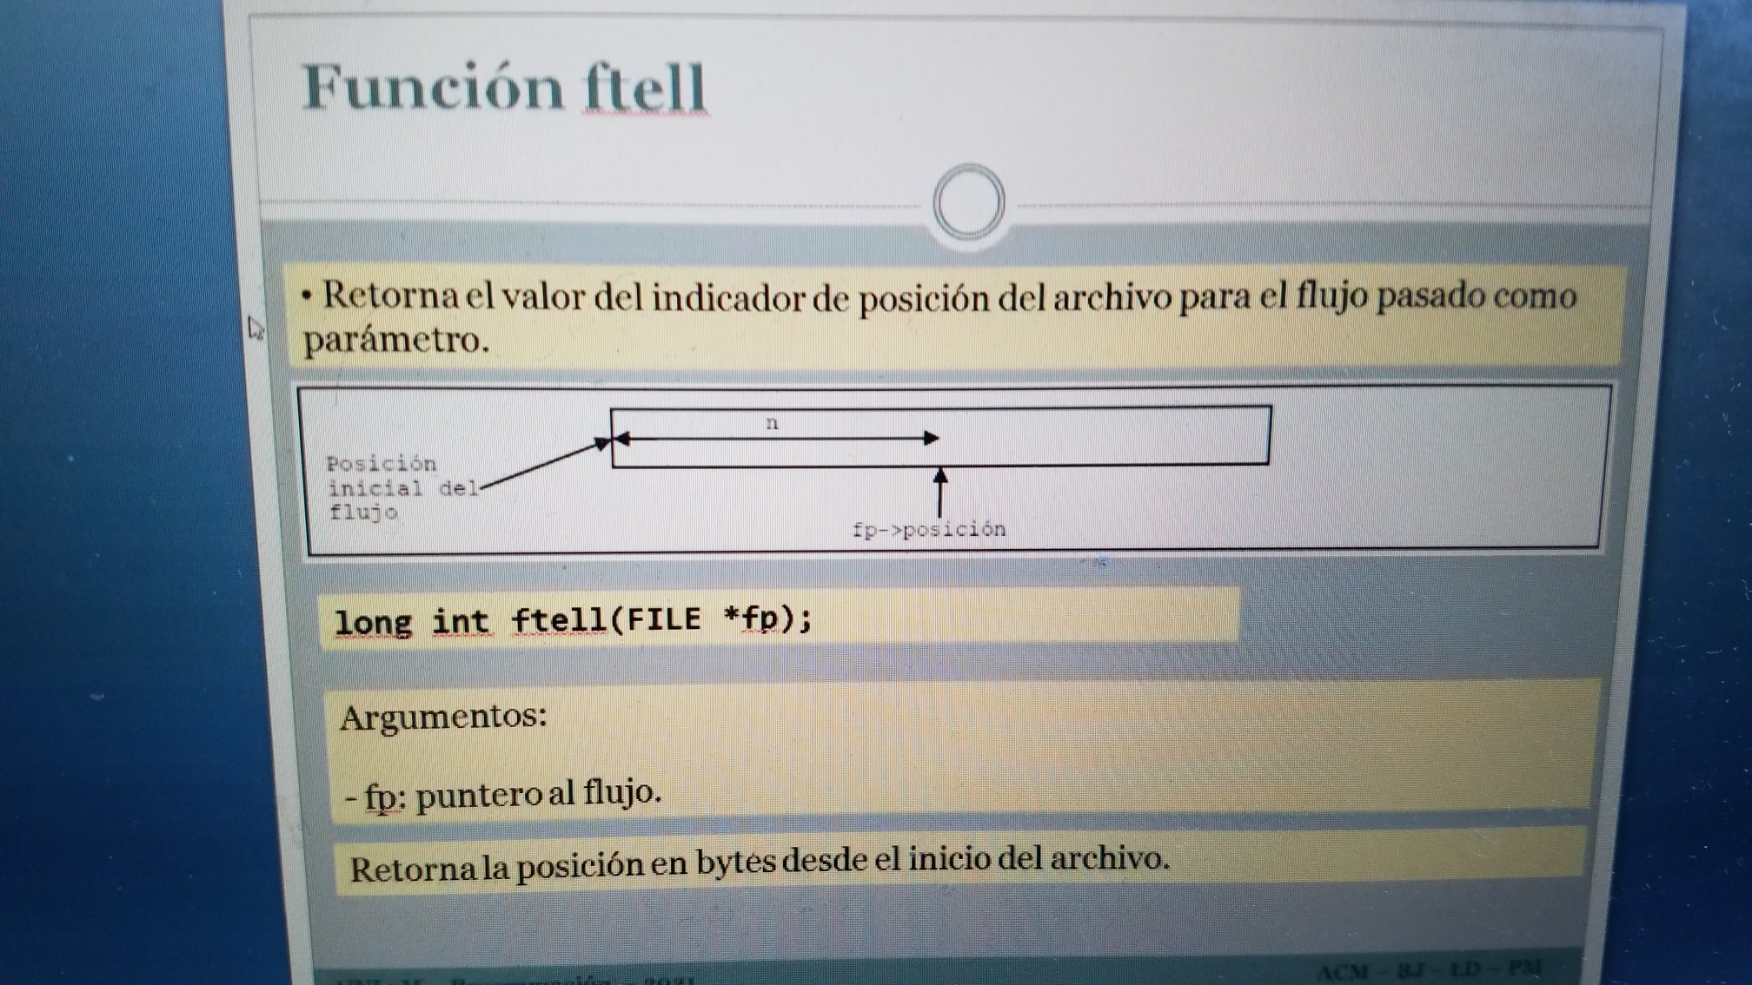 Función ftell
• Retorna el valor del indicador de posición del archivo para el flujo pasado como
parámetro.
n
Posición
inicial del
flujo
fp->posición
long int ftell(FILE *fp);
Argumentos:
- fp: puntero al flujo.
Retorna la posición en bytes desde el inicio del archivo.
2021
ACM - BJ - LD - PM